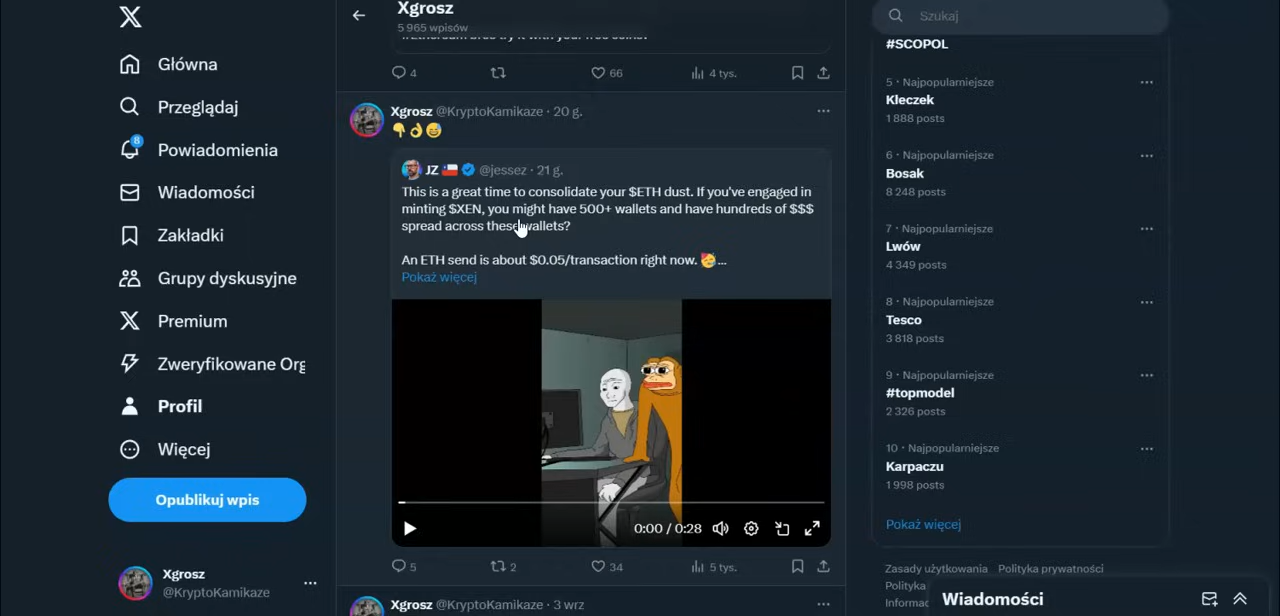 Główna
Przeglądaj
8
Powiadomienia
Wiadomości
Zakładki
Grupy dyskusyjne
Premium
Zweryfikowane Org
Profil
Więcej
Opublikuj wpis
Xgrosz
@KryptoKamikaze
Xgrosz
5 965 wpisów
4
66
4 tys.
Xgrosz @KryptoKamikaze · 20 g.
👇👌😅
JZ 🇨🇱 @jessez · 21 g.
This is a great time to consolidate your $ETH dust. If you've engaged in
minting $XEN, you might have 500+ wallets and have hundreds of $$$
spread across these wallets?
An ETH send is about $0.05/transaction right now. 🥳...
Pokaż więcej
0:00 / 0:28
5
2
34
5 tys.
Xgrosz @KryptoKamikaze · 3 wrz
Szukaj
#SCOPOL
5 · Najpopularniejsze
Kleczek
1 888 posts
6 · Najpopularniejsze
Bosak
8 248 posts
7 · Najpopularniejsze
Lwów
4 349 posts
8 · Najpopularniejsze
Tesco
3 818 posts
9 · Najpopularniejsze
#topmodel
2 326 posts
10 · Najpopularniejsze
Karpaczu
1 998 posts
Pokaż więcej
Zasady użytkowania Polityka prywatności
Polityka
Informac
Wiadomości